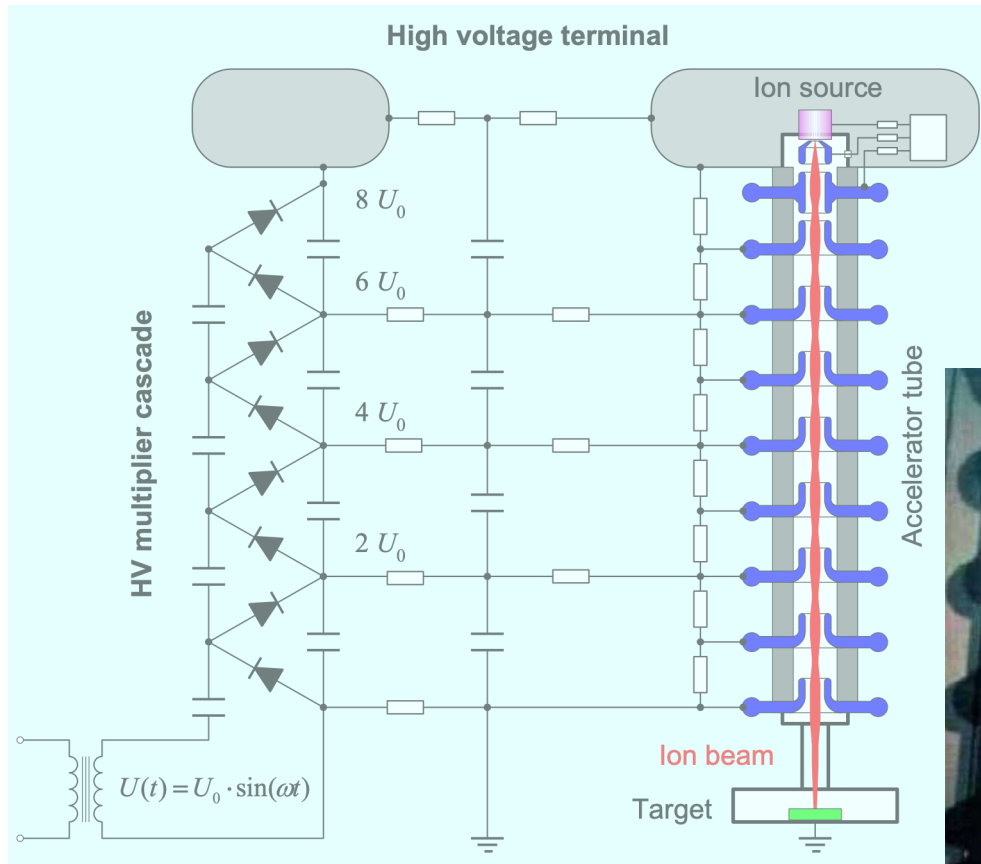 High voltage terminal
Ion source
8 U₀
6 U₀
HV multiplier cascade
4 U₀
Accelerator tube
2 U₀
Ion beam
U(t) = U₀ · sin(ωt)
Target